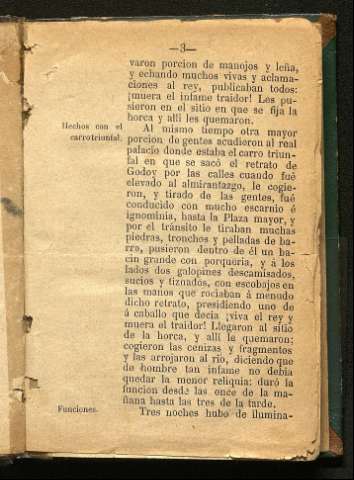 —3—
varon porcion de manojos y leña,
y echando muchos vivas y aclama-
ciones al rey, publicaban todos:
¡muera el infame traidor! Les pu-
sieron en el sitio en que se fija la
horca y allí les quemaron.
Hechos con el
carro triunfal.
Al mismo tiempo otra mayor
porcion de gentes acudieron al real
palacio donde estaba el carro triun-
fal en que se sacó el retrato de
Godoy por las calles cuando fué
elevado al almirantazgo, le cogie-
ron, y tirado de las gentes, fué
conducido con mucho escarnio é
ignominia, hasta la Plaza mayor, y
por el tránsito le tiraban muchas
piedras, tronchos y pelladas de ba-
rro, pusieron dentro de él un ba-
cin grande con porqueria, y á los
lados dos galopines descamisados,
sucios y tiznados, con escobajos en
las manos que rociaban á menudo
dicho retrato, presidiendo uno de
á caballo que decia ¡viva el rey y
muera el traidor! Llegaron al sitio
de la horca, y allí le quemaron:
cogieron las cenizas y fragmentos
y las arrojaron al rio, diciendo que
de hombre tan infame no debia
quedar la menor reliquia: duró la
funcion desde las once de la ma-
ñana hasta las tres de la tarde.
Funciones.
Tres noches hubo de ilumina-